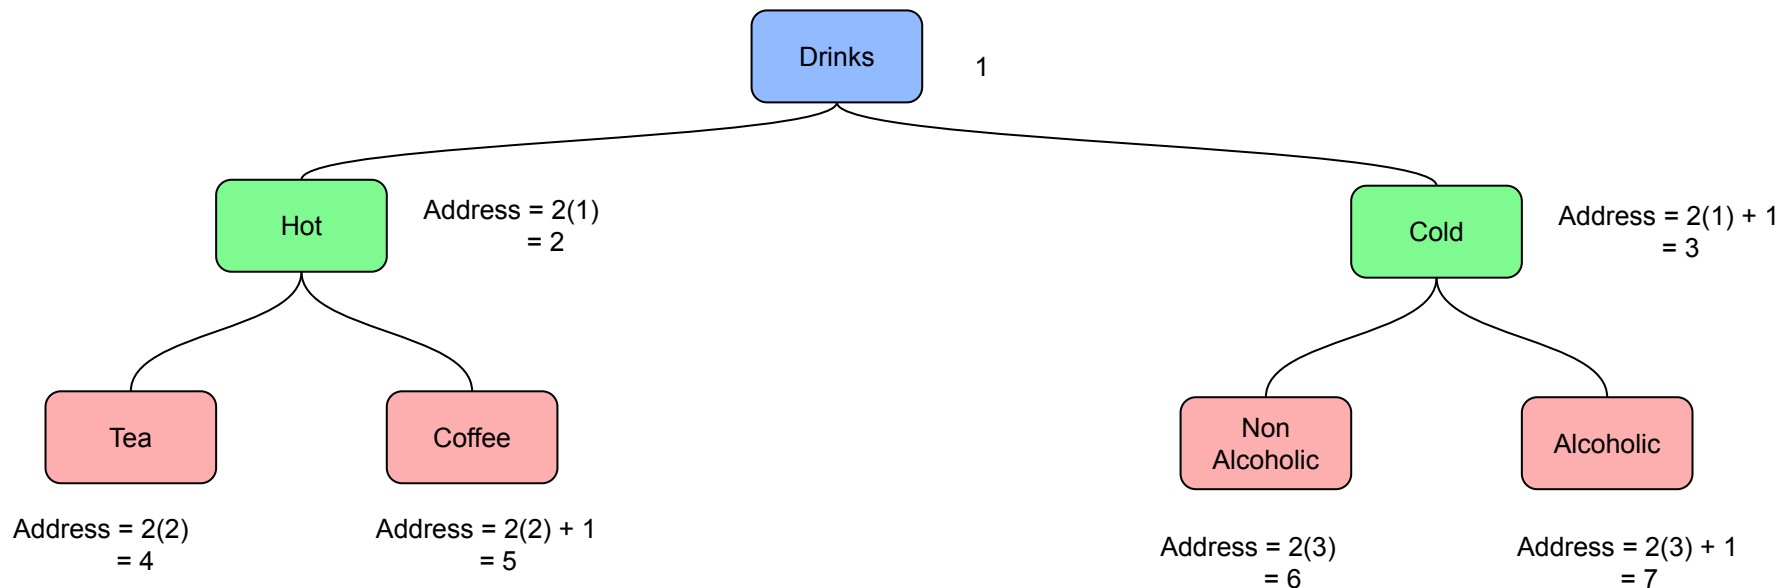 Drinks
1
Hot
Address = 2(1)
= 2
Cold
Address = 2(1) + 1
= 3
Tea
Coffee
Non
Alcoholic
Alcoholic
Address = 2(2)
= 4
Address = 2(2) + 1
= 5
Address = 2(3)
= 6
Address = 2(3) + 1
= 7